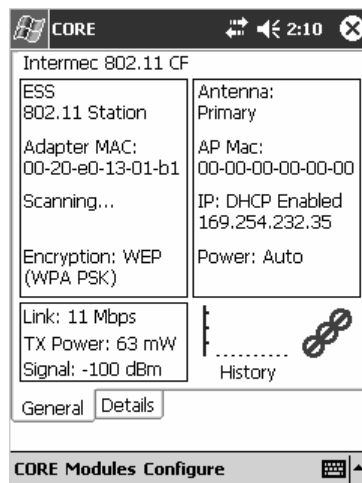 CORE 2:10
Intermec 802.11 CF
ESS
802.11 Station
Adapter MAC:
00-20-e0-13-01-b1
Scanning...
Encryption: WEP
(WPA PSK)
Antenna:
Primary
AP Mac:
00-00-00-00-00-00
IP: DHCP Enabled
169.254.232.35
Power: Auto
Link: 11 Mbps
TX Power: 63 mW
Signal: -100 dBm
History
General Details
CORE Modules Configure